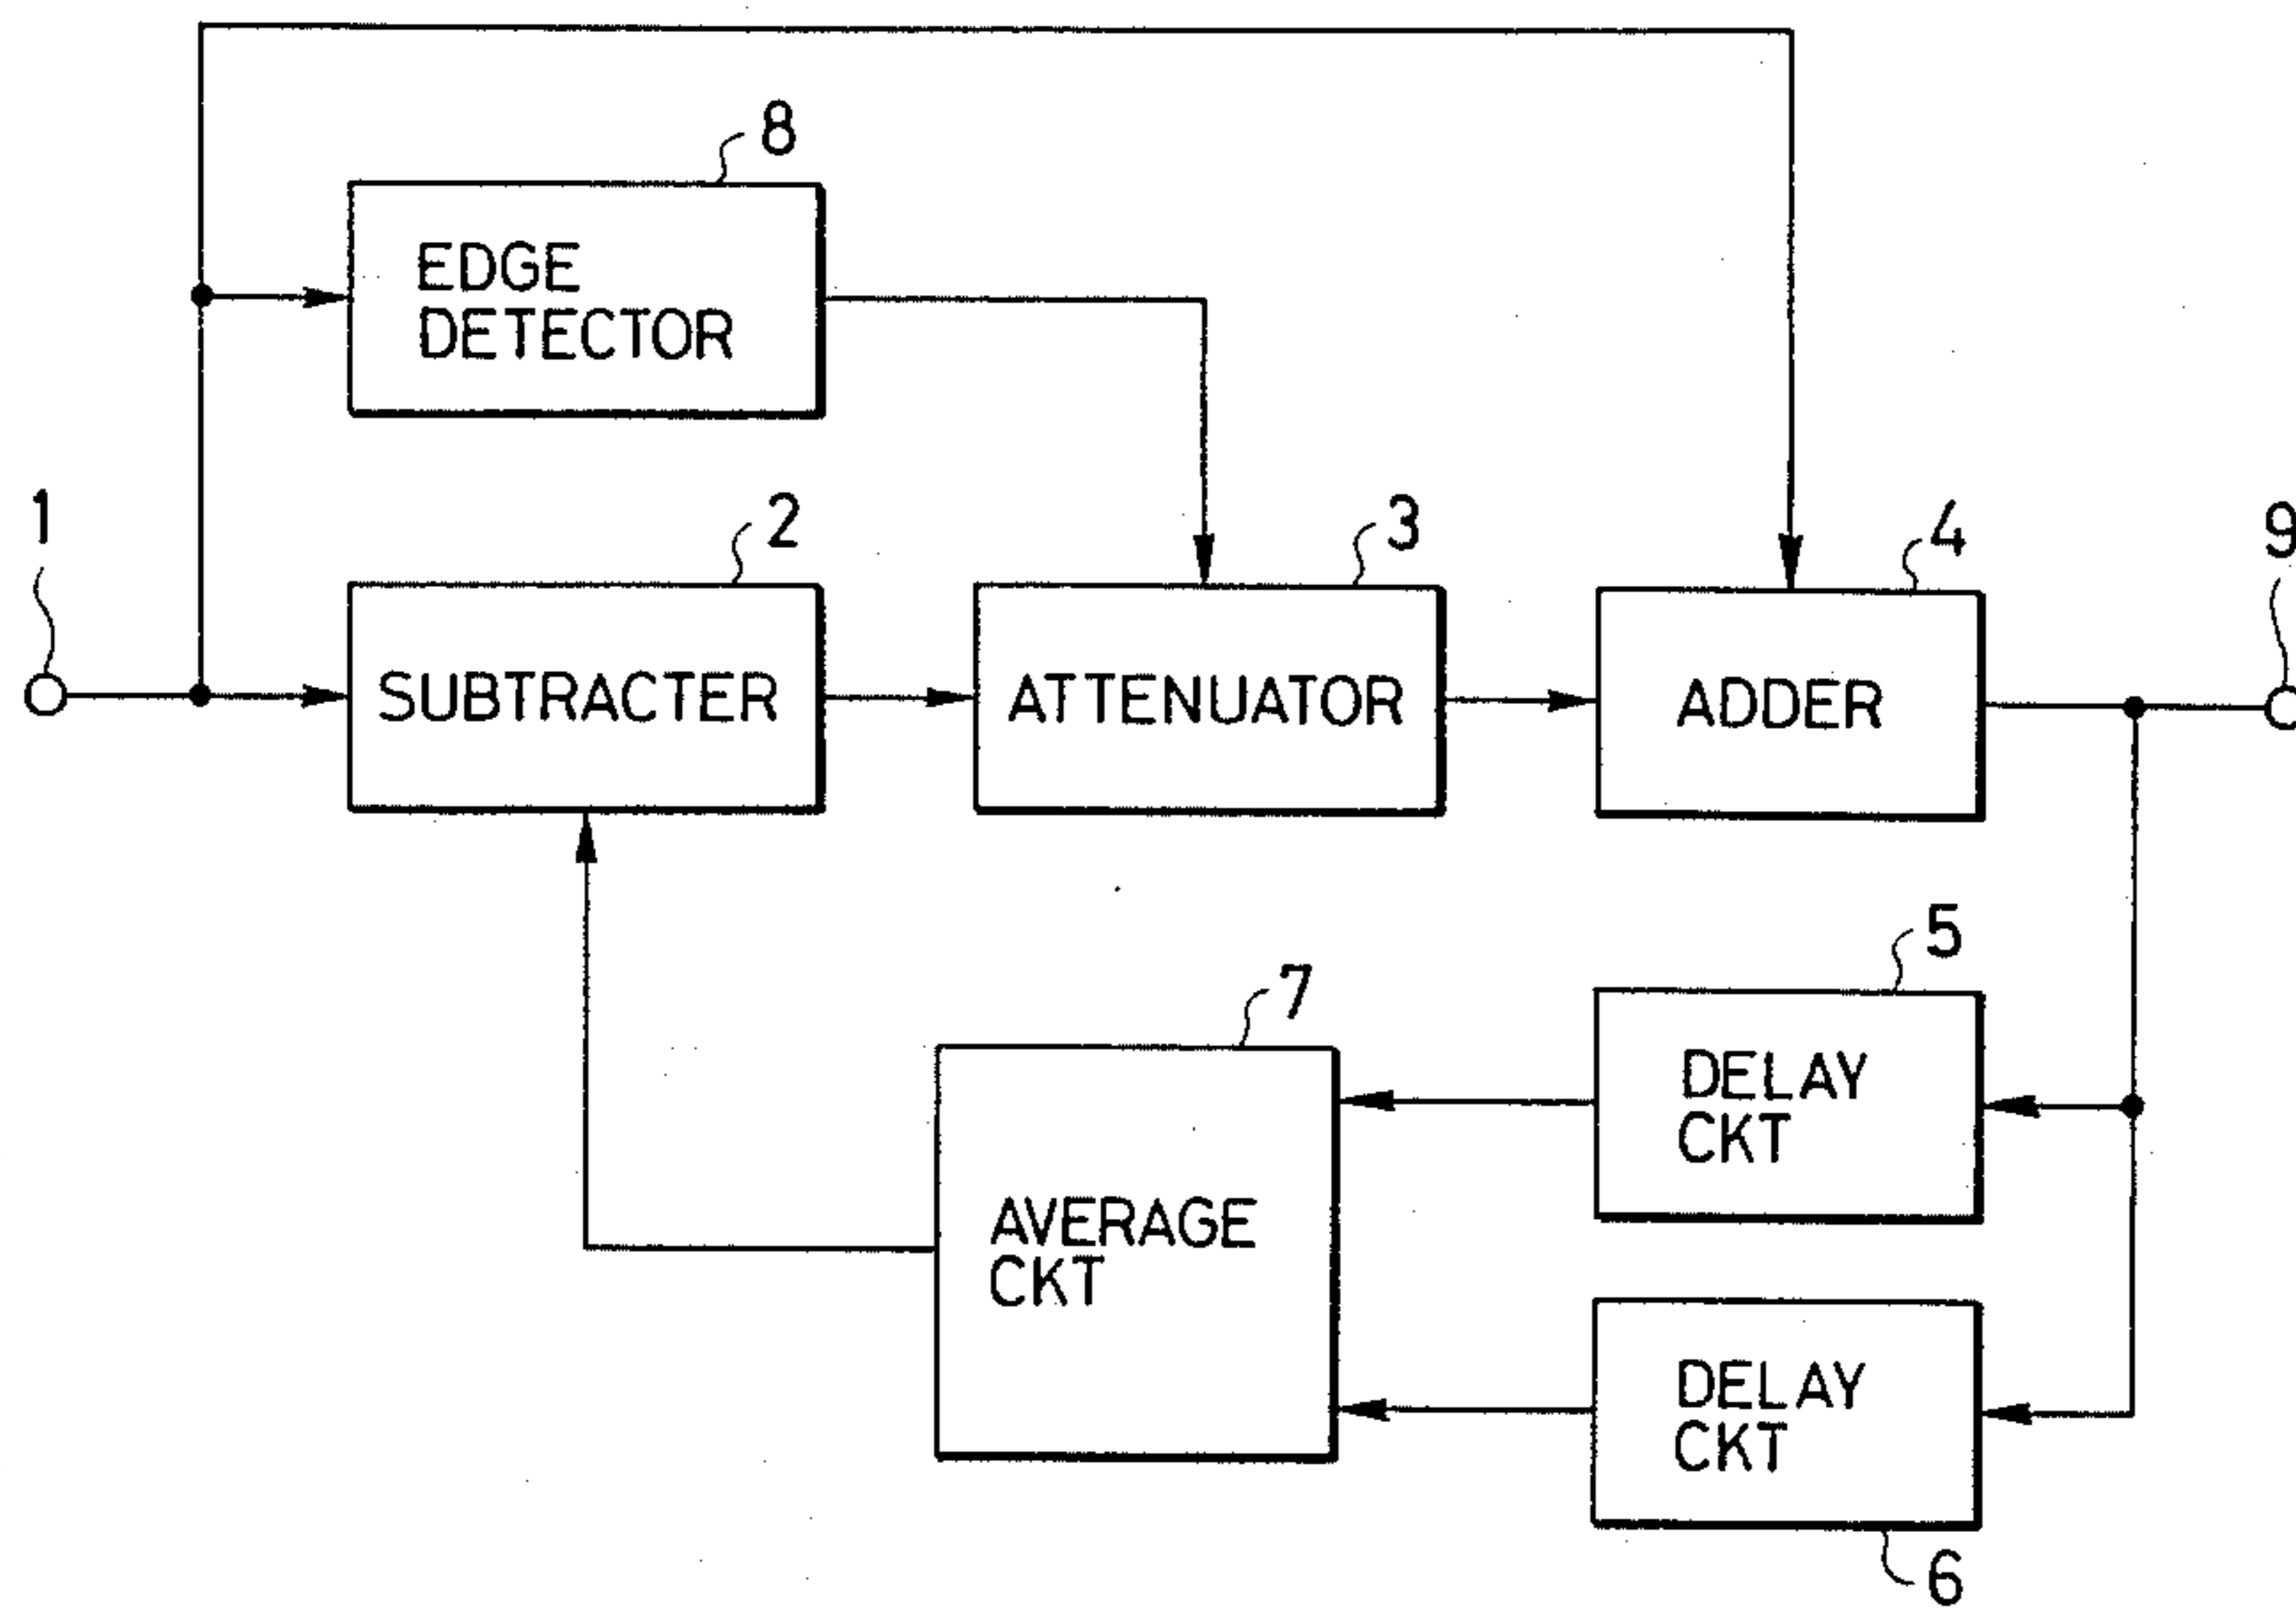 8
EDGE
DETECTOR
1
2
3
4
9
SUBTRACTER
ATTENUATOR
ADDER
5
7
DELAY
CKT
AVERAGE
CKT
DELAY
CKT
6